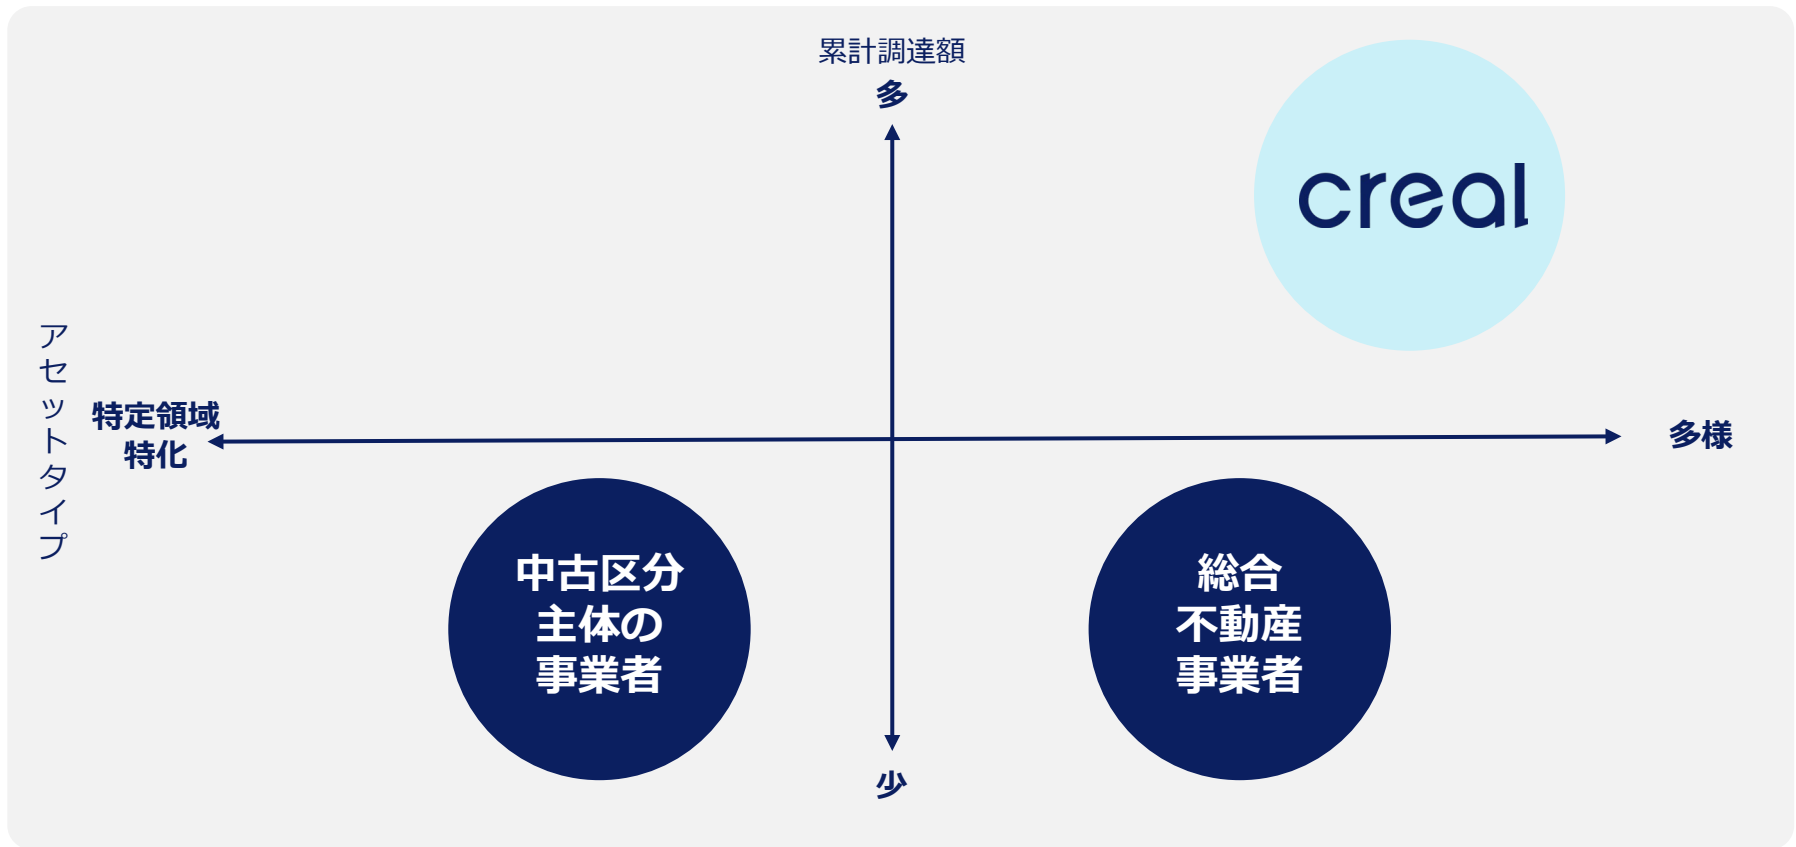 累計調達額
多
creal
アセットタイプ
特定領域
特化
多様
中古区分
主体の
事業者
総合
不動産
事業者
少